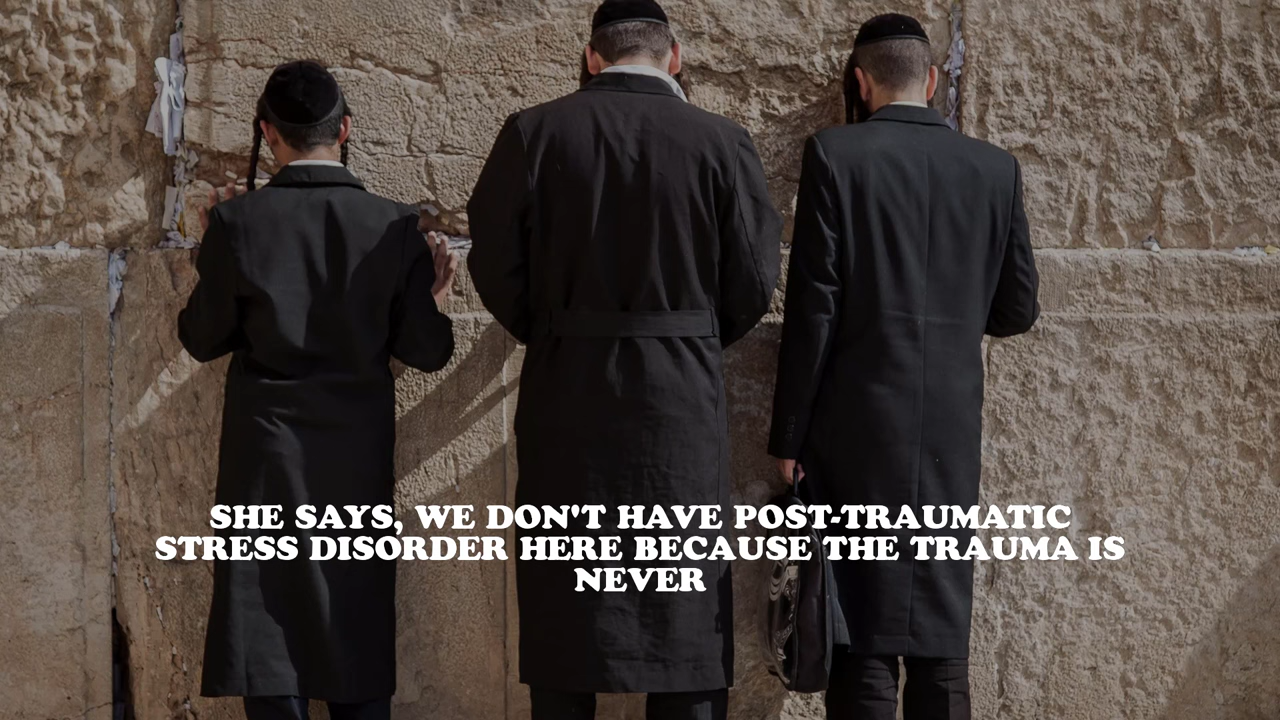 SHE SAYS, WE DON'T HAVE POST-TRAUMATIC
STRESS DISORDER HERE BECAUSE THE TRAUMA IS
NEVER